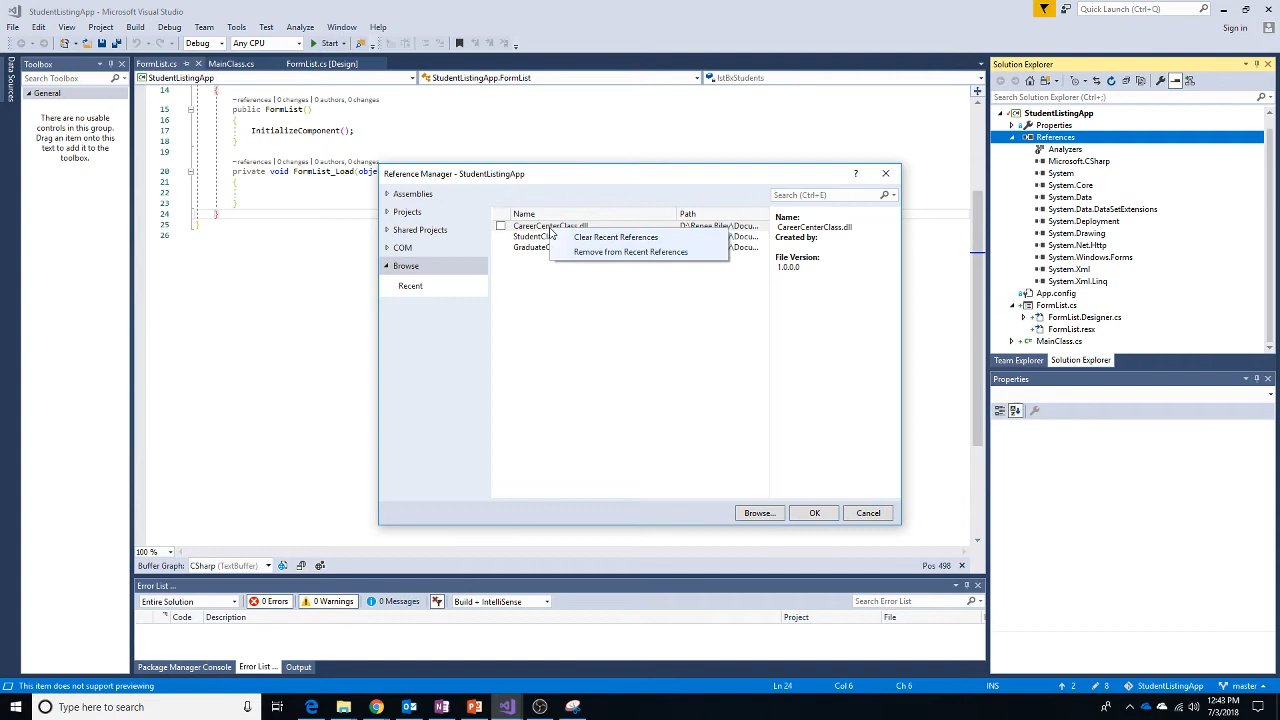 StudentListingApp - Microsoft Visual Studio
Quick Launch (Ctrl+Q)
File Edit View Project Build Debug Team Tools Test Analyze Window Help
Sign in
Debug Any CPU Start
Data Sources
Toolbox
Search Toolbox
General
There are no usable
controls in this group.
Drag an item onto this
text to add it to the
toolbox.
FormList.cs MainClass.cs FormList.cs [Design]
StudentListingApp StudentListingApp.FormList lstBxStudents
14 {
–references | 0 changes | 0 authors, 0 changes
15 public FormList()
16 {
17 InitializeComponent();
18 }
19
–references | 0 changes | 0 authors, 0 changes
20 private void FormList_Load(obje
21 {
22
23 }
24 }
25 }
26
Reference Manager - StudentListingApp
Assemblies
Projects
Shared Projects
COM
Browse
Recent
Search (Ctrl+E)
Name Path
CareerCenterClass.dll D:\Renee Riley\Docu...
StudentCl \Docu...
GraduateC \Docu...
Clear Recent References
Remove from Recent References
Name:
CareerCenterClass.dll
Created by:
File Version:
1.0.0.0
Browse... OK Cancel
Solution Explorer
Search Solution Explorer (Ctrl+;)
StudentListingApp
Properties
References
Analyzers
Microsoft.CSharp
System
System.Core
System.Data
System.Data.DataSetExtensions
System.Deployment
System.Drawing
System.Net.Http
System.Windows.Forms
System.Xml
System.Xml.Linq
App.config
FormList.cs
FormList.Designer.cs
FormList.resx
MainClass.cs
Team Explorer Solution Explorer
Properties
100 %
Buffer Graph: CSharp (TextBuffer) Pos 498
Error List ...
Entire Solution 0 Errors 0 Warnings 0 Messages Build + IntelliSense Search Error List
Code Description Project File
Package Manager Console Error List ... Output
This item does not support previewing Ln 24 Col 6 Ch 6 INS 2 8 StudentListingApp master
Type here to search
12:43 PM
7/3/2018